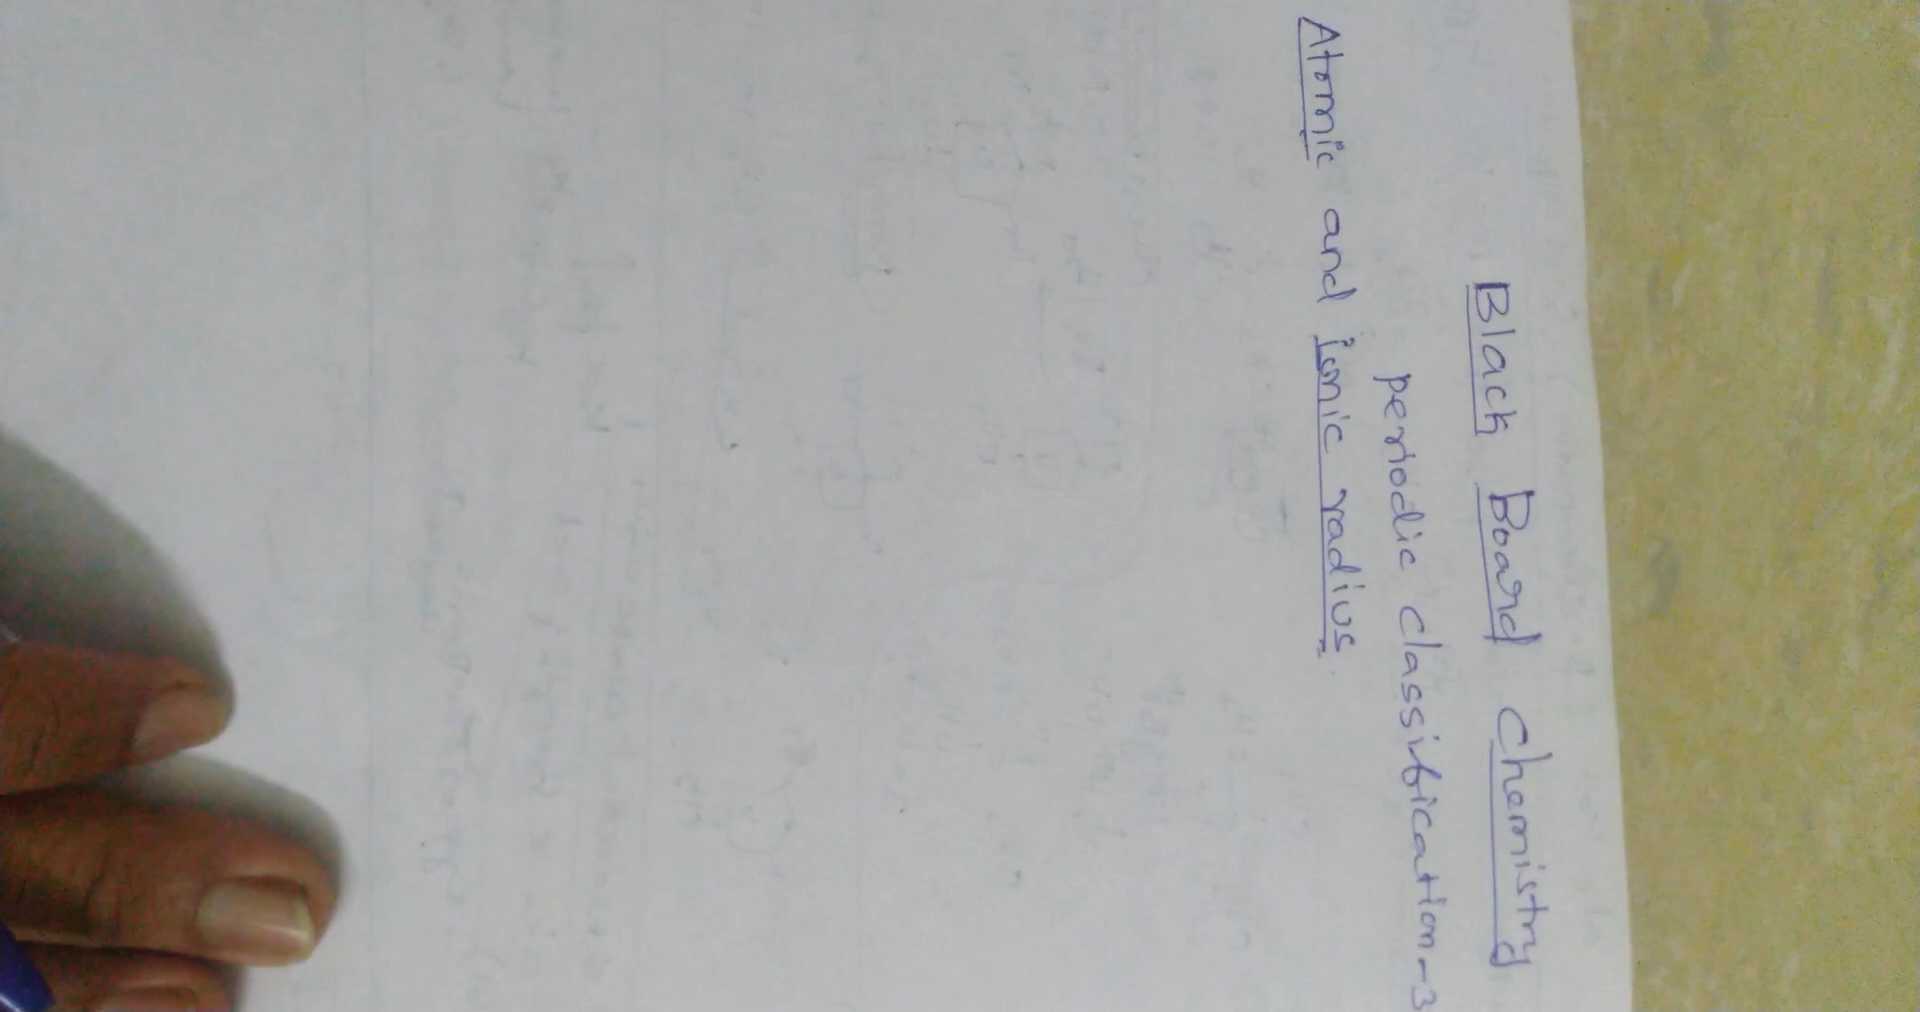 Black Board Chemistry
periodic classification-3
Atomic and ionic radius.